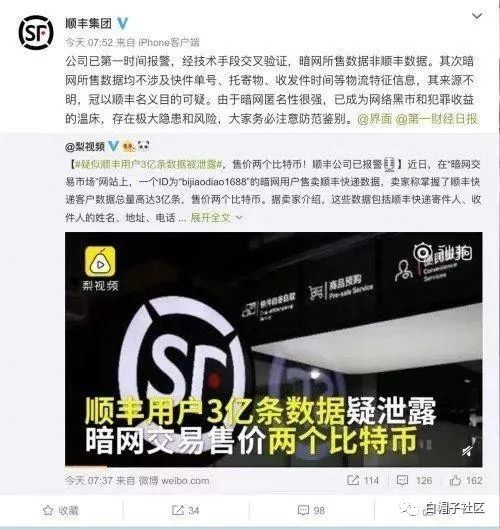 顺丰集团
SF
今天 07:52 来自 iPhone客户端
公司已第一时间报警，经技术手段交叉验证，暗网所售数据非顺丰数据。其次暗
网所售数据均不涉及快件单号、托寄物、收发件时间等物流特征信息，其来源不
明，冠以顺丰名义目的可疑。由于暗网匿名性很强，已成为网络黑市和犯罪收益
的温床，存在极大隐患和风险，大家务必注意防范鉴别。@界面 @第一财经日报
@梨视频
#疑似顺丰用户3亿条数据被泄露#，售价两个比特币！顺丰公司已报警 近日，在“暗网交
易市场”网站上，一个ID为“bijiaodiao1688”的暗网用户售卖顺丰快递数据，卖家称掌握了顺丰快
递客户数据总量高达3亿条，售价两个比特币。据卖家介绍，这些数据包括顺丰快递寄件人、收
件人的姓名、地址、电话 ... 展开全文
梨视频
快件自寄自取
商品预购
Pre-sale Service
Convenience
Services
SF
顺丰用户3亿条数据疑泄露
暗网交易售价两个比特币
今天 07:37 来自 微博 weibo.com
114
126
162
收藏
34
98
白帽子社区